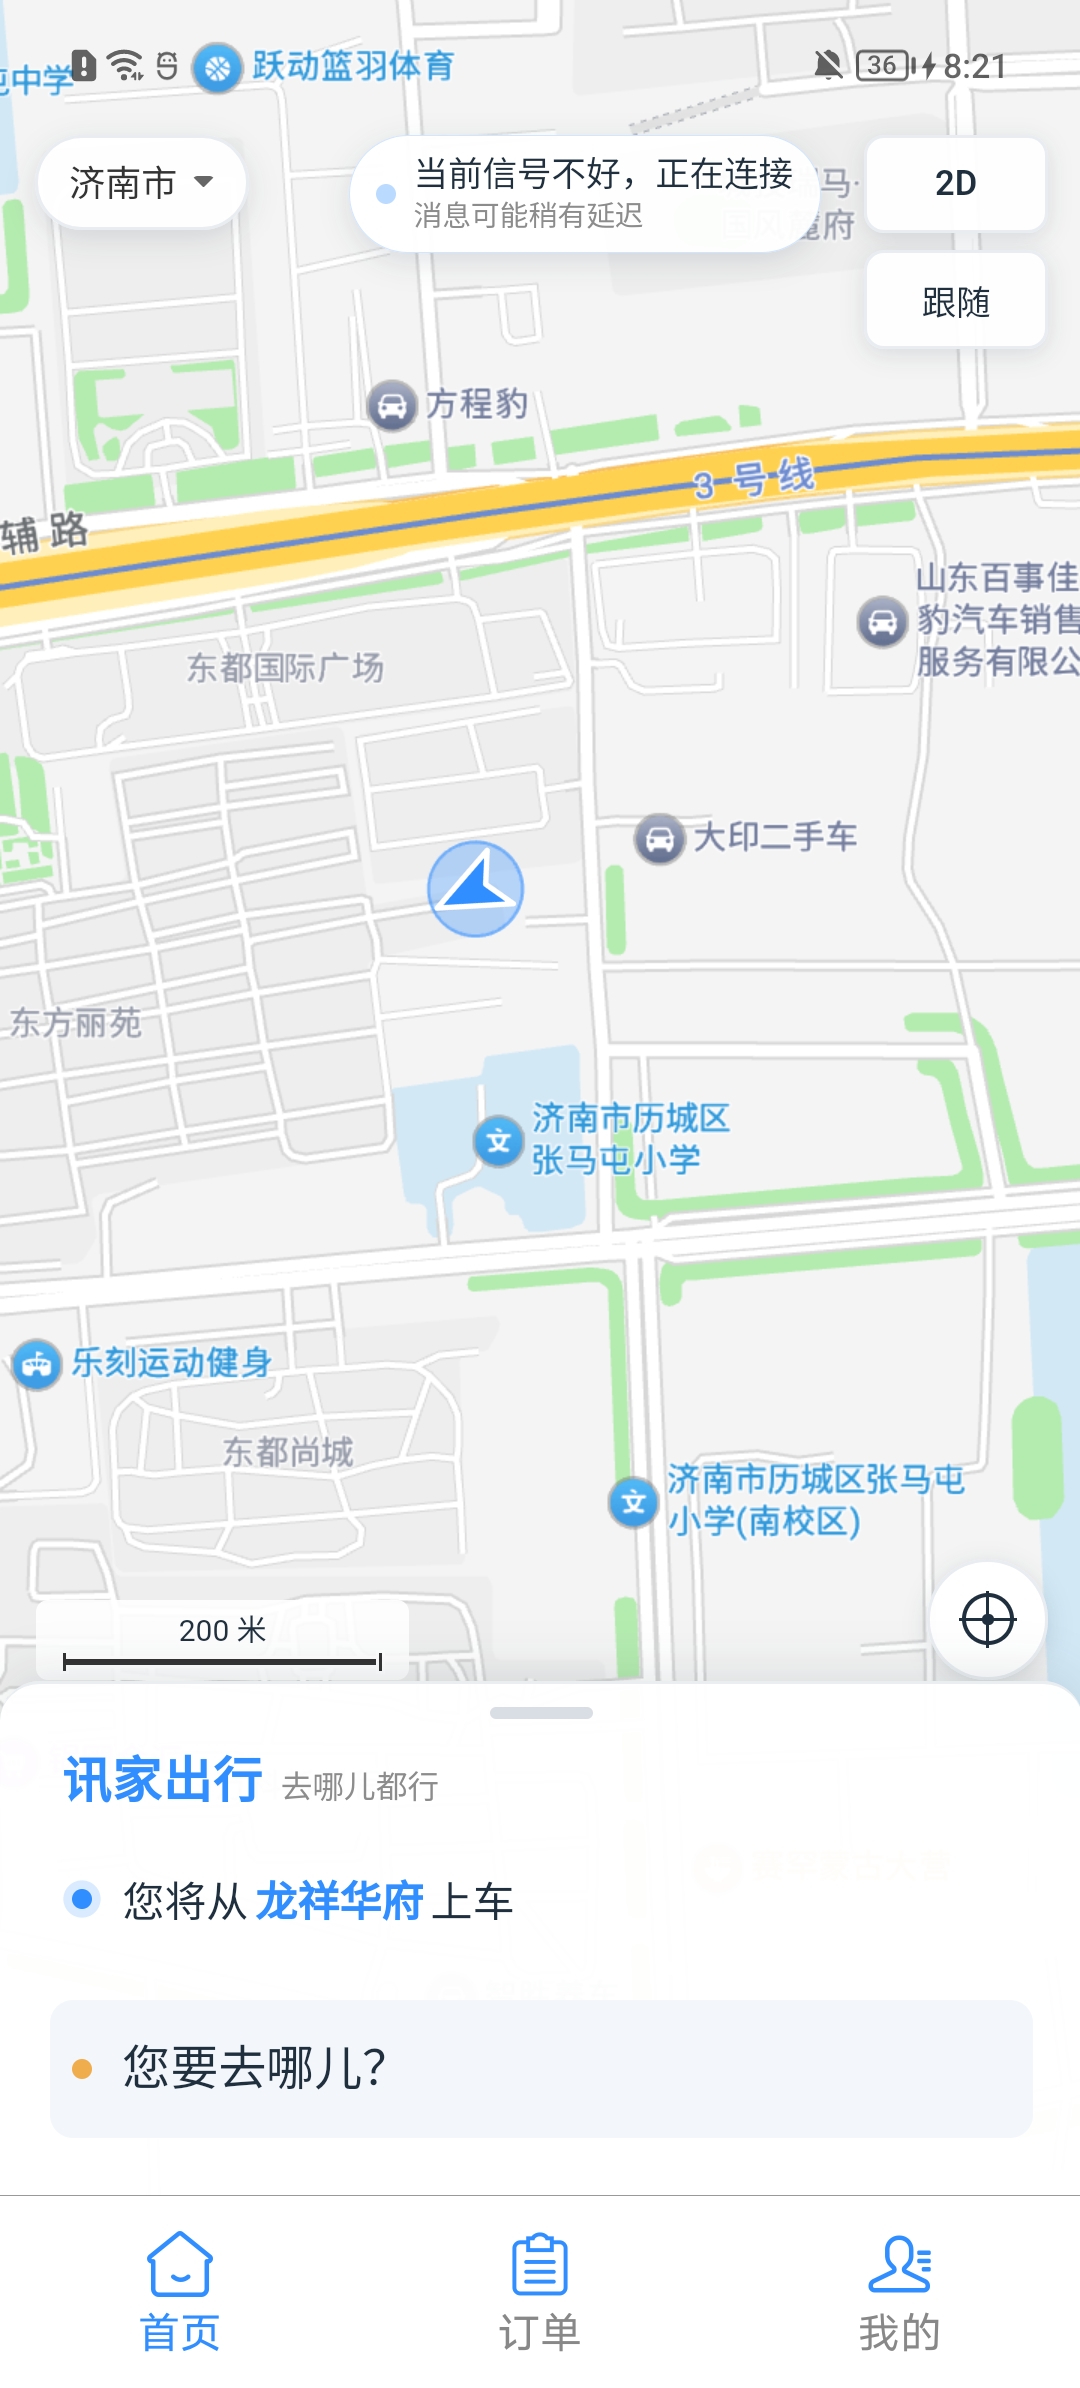 屯中学
跃动篮羽体育
36
8:21
济南市
当前信号不好，正在连接
消息可能稍有延迟
2D
马·
府
跟随
方程豹
3 号 线
辅 路
山东百事佳
豹汽车销售
服务有限公
东都国际广场
大印二手车
东方丽苑
济南市历城区
张马屯小学
乐刻运动健身
东都尚城
济南市历城区张马屯
小学(南校区)
200 米
讯家出行 去哪儿都行
您将从 龙祥华府 上车
您要去哪儿？
首页
订单
我的